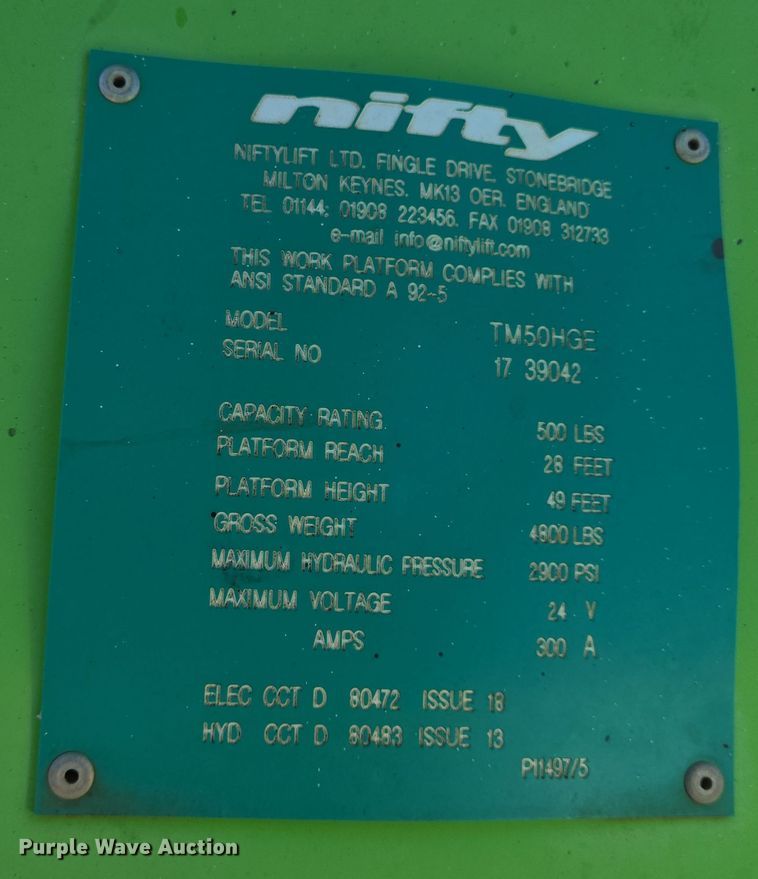 nifty
NIFTYLIFT LTD. FINGLE DRIVE, STONEBRIDGE
MILTON KEYNES. MK13 OER. ENGLAND
TEL 01144; 01908 223456. FAX 01908 312733
e-mail info@niftylift.com
THIS WORK PLATFORM COMPLIES WITH
ANSI STANDARD A 92-5
MODEL TM50HGE
SERIAL NO 17 39042
CAPACITY RATING 500 LBS
PLATFORM REACH 28 FEET
PLATFORM HEIGHT 49 FEET
GROSS WEIGHT 4800 LBS
MAXIMUM HYDRAULIC PRESSURE 2900 PSI
MAXIMUM VOLTAGE 24 V
AMPS 300 A
ELEC CCT D 80472 ISSUE 18
HYD CCT D 80483 ISSUE 13
P11497/5
Purple Wave Auction